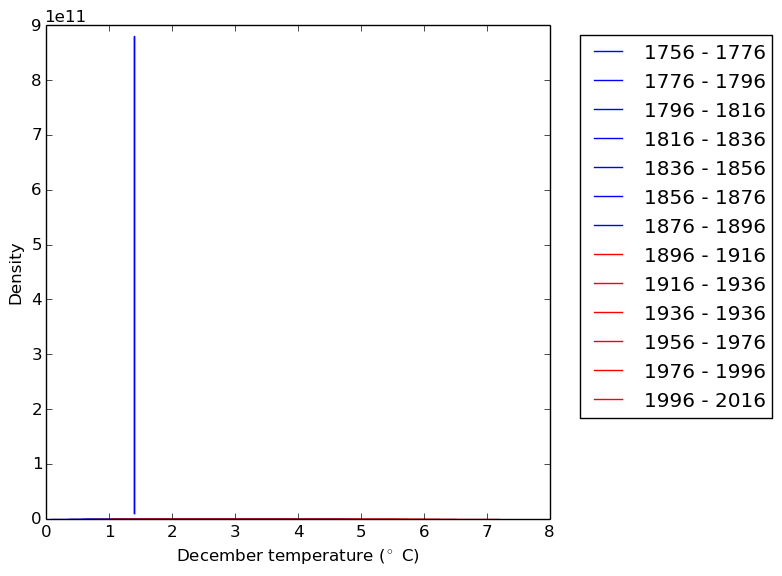 1e11
9
8
7
6
5
4
3
2
1
0
0 1 2 3 4 5 6 7 8
Density
December temperature (° C)
1756 - 1776
1776 - 1796
1796 - 1816
1816 - 1836
1836 - 1856
1856 - 1876
1876 - 1896
1896 - 1916
1916 - 1936
1936 - 1936
1956 - 1976
1976 - 1996
1996 - 2016